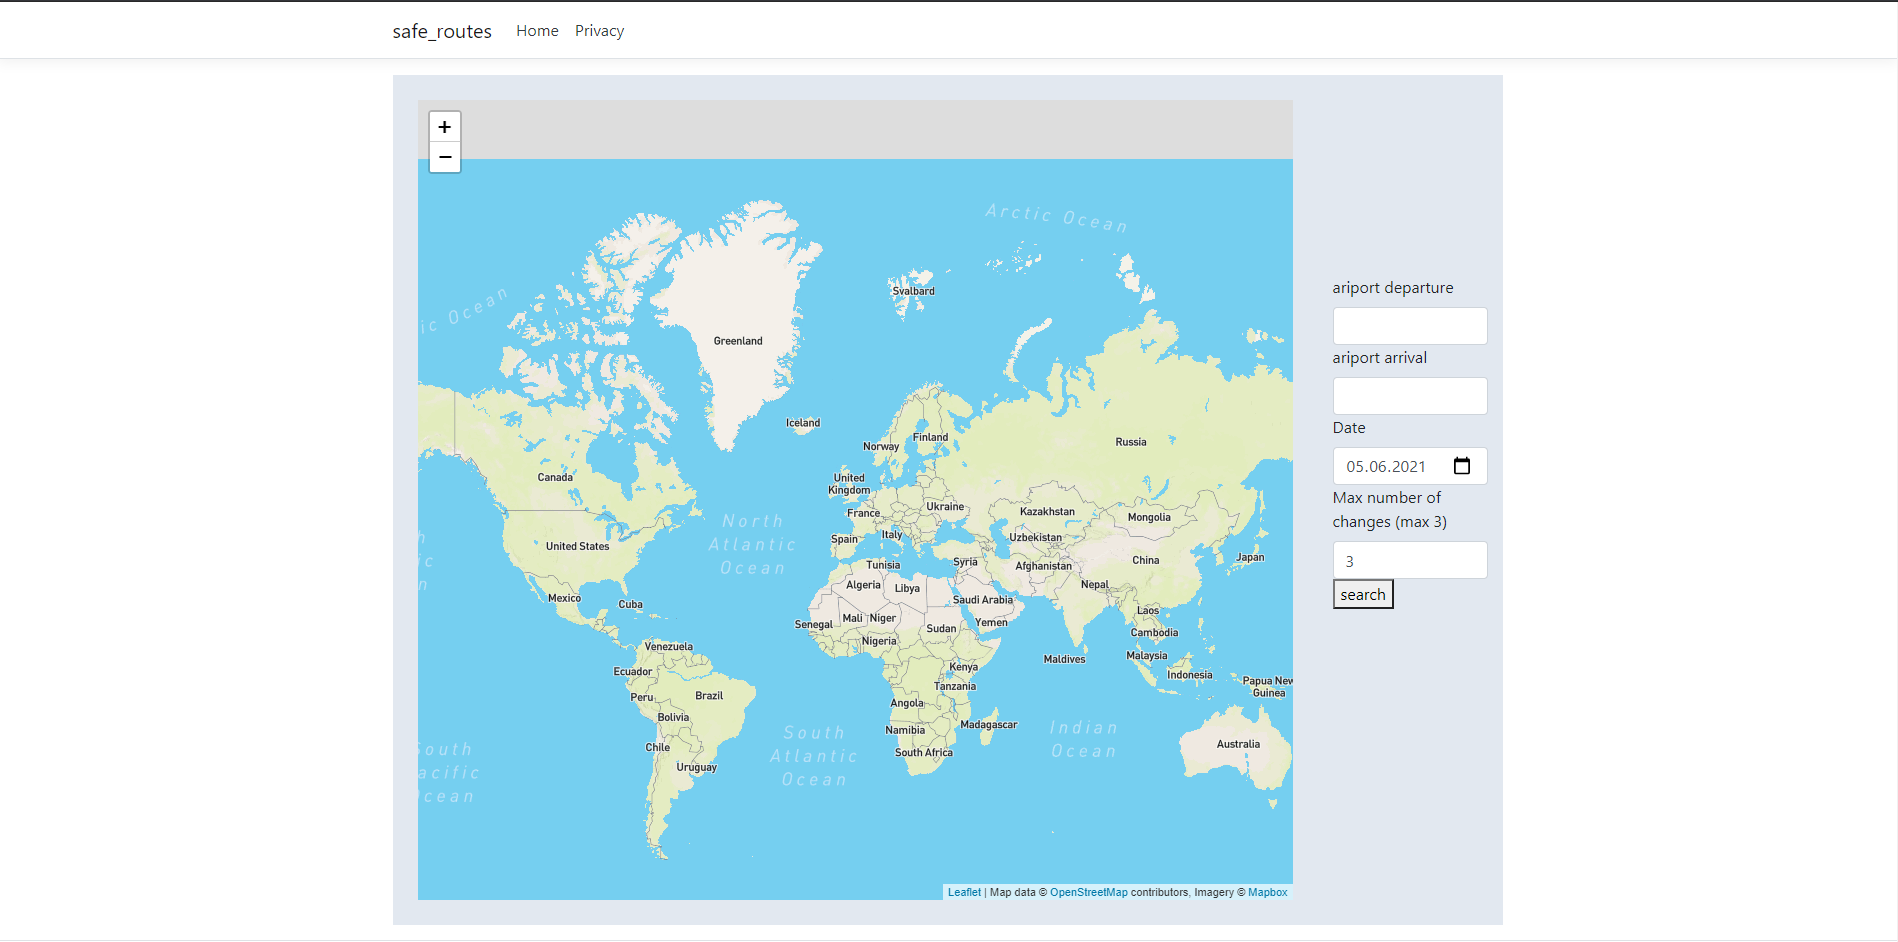 safe_routes Home Privacy
+
−
Arctic Ocean
ic Ocean
Svalbard
Greenland
Iceland
Finland
Norway
Russia
United
Kingdom
Canada
Ukraine
France
Kazakhstan
Mongolia
North
Atlantic
Ocean
Spain
Italy
Uzbekistan
United States
Japan
Tunisia
Syria
Afghanistan
China
Algeria
Libya
Nepal
Mexico
Cuba
Saudi Arabia
Laos
Senegal
Mali
Niger
Sudan
Yemen
Cambodia
Nigeria
Venezuela
Maldives
Malaysia
Ecuador
Kenya
Indonesia
Peru
Brazil
Tanzania
Papua New
Guinea
Angola
Bolivia
Namibia
Madagascar
South
Atlantic
Ocean
Indian
Ocean
Chile
South Africa
Australia
Uruguay
South
acific
cean
Leaflet | Map data © OpenStreetMap contributors, Imagery © Mapbox
ariport departure
ariport arrival
Date
05.06.2021
Max number of
changes (max 3)
3
search